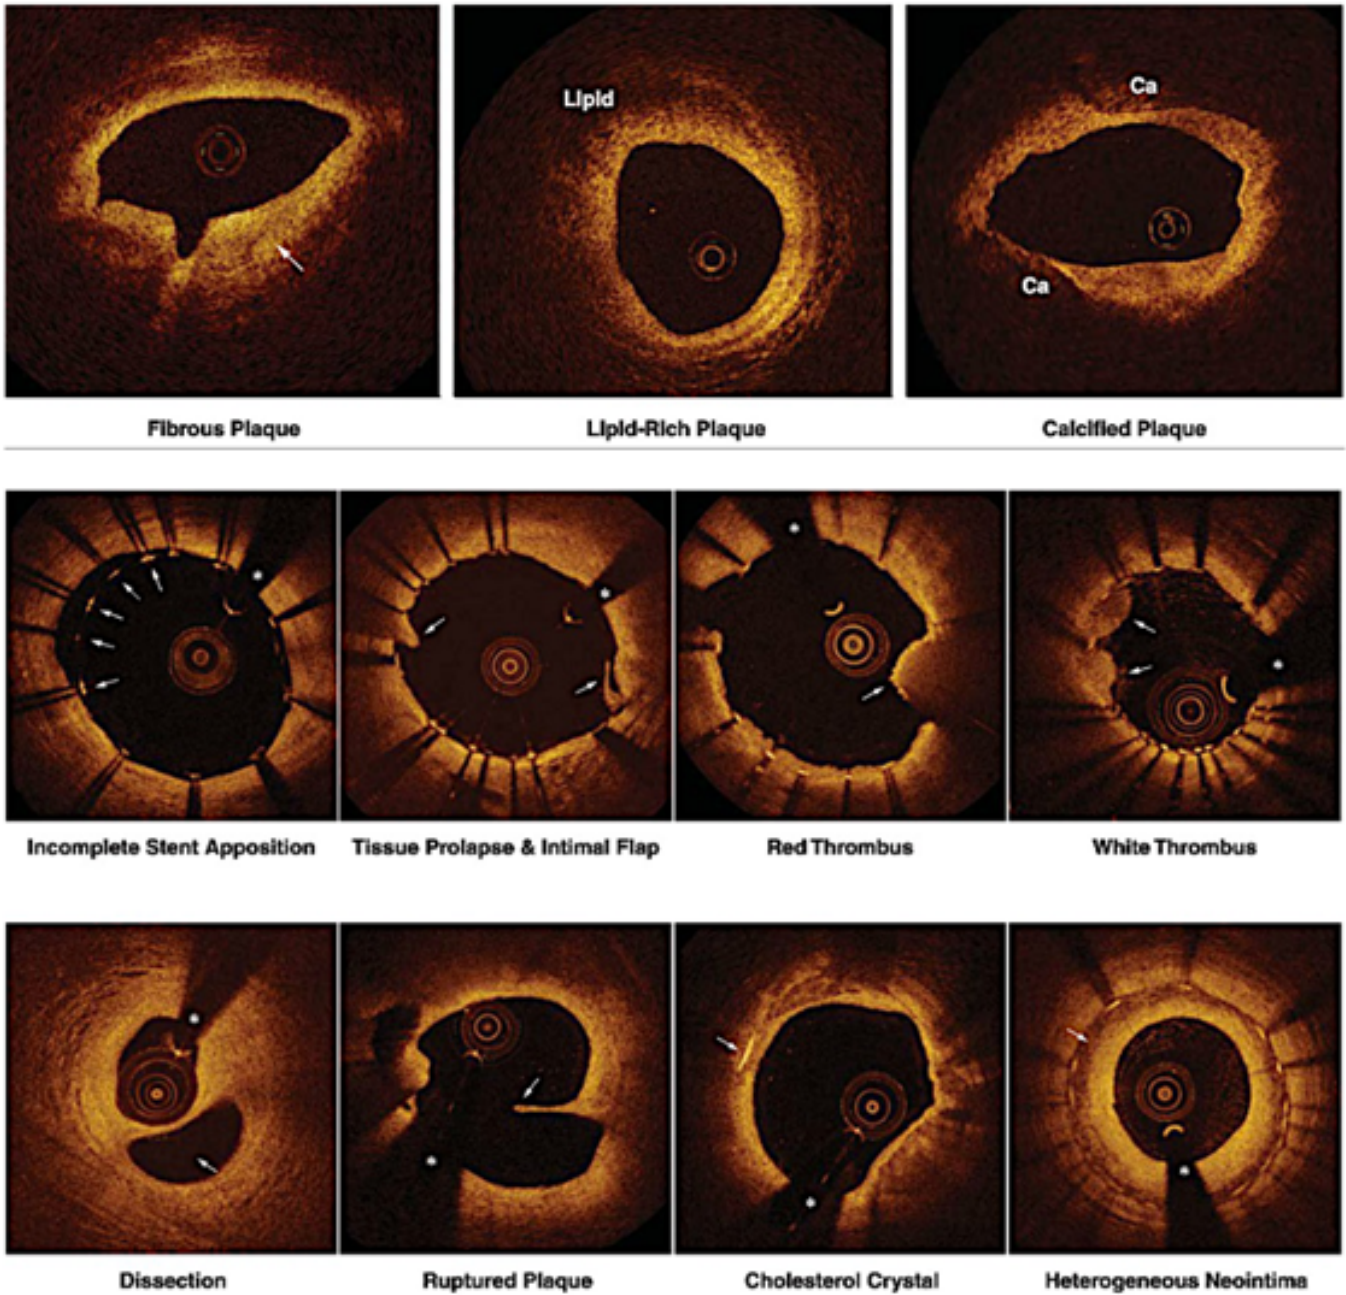 Lipid
Ca
Ca
Fibrous Plaque
Lipid-Rich Plaque
Calcified Plaque
*
*
*
*
Incomplete Stent Apposition
Tissue Prolapse & Intimal Flap
Red Thrombus
White Thrombus
*
*
*
*
Dissection
Ruptured Plaque
Cholesterol Crystal
Heterogeneous Neointima